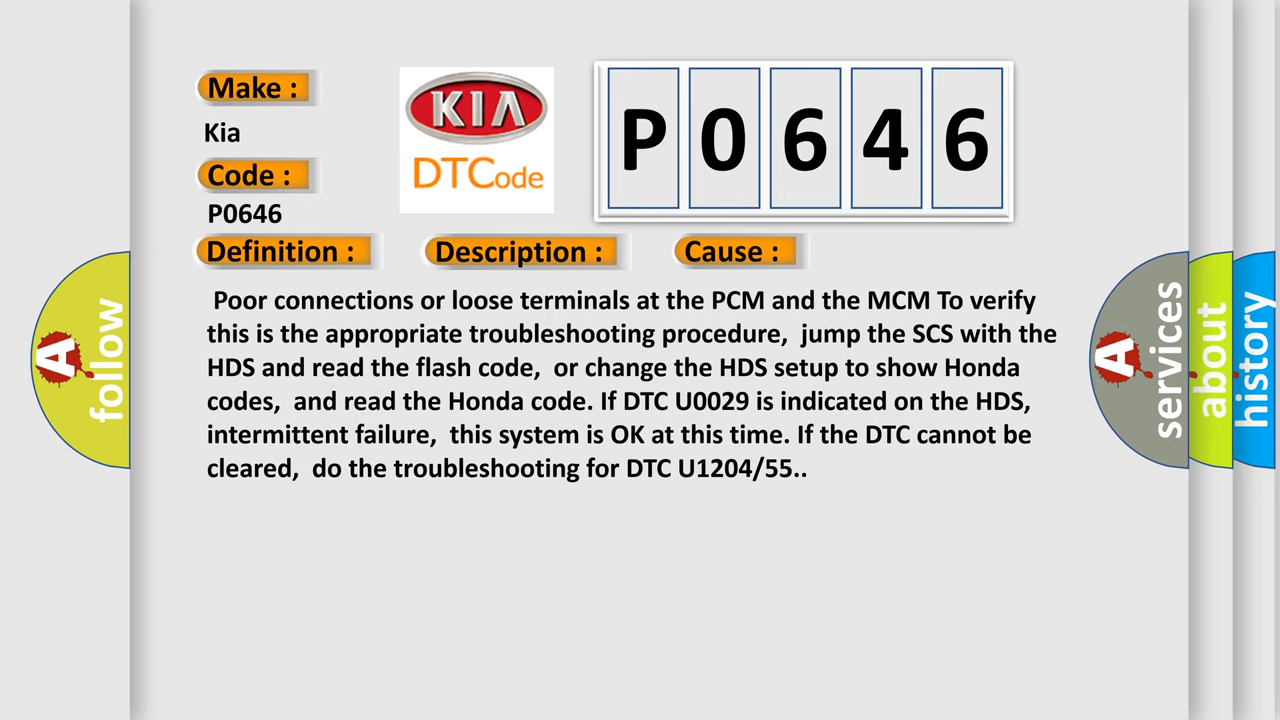 Make :
Kia
Code :
P0646
KIA
DTCode
P0646
Definition :
Description :
Cause :
Poor connections or loose terminals at the PCM and the MCM To verify
this is the appropriate troubleshooting procedure,  jump the SCS with the
HDS and read the flash code,  or change the HDS setup to show Honda
codes,  and read the Honda code. If DTC U0029 is indicated on the HDS,
intermittent failure,  this system is OK at this time. If the DTC cannot be
cleared,  do the troubleshooting for DTC U1204/55..
A follow
A services
about
history